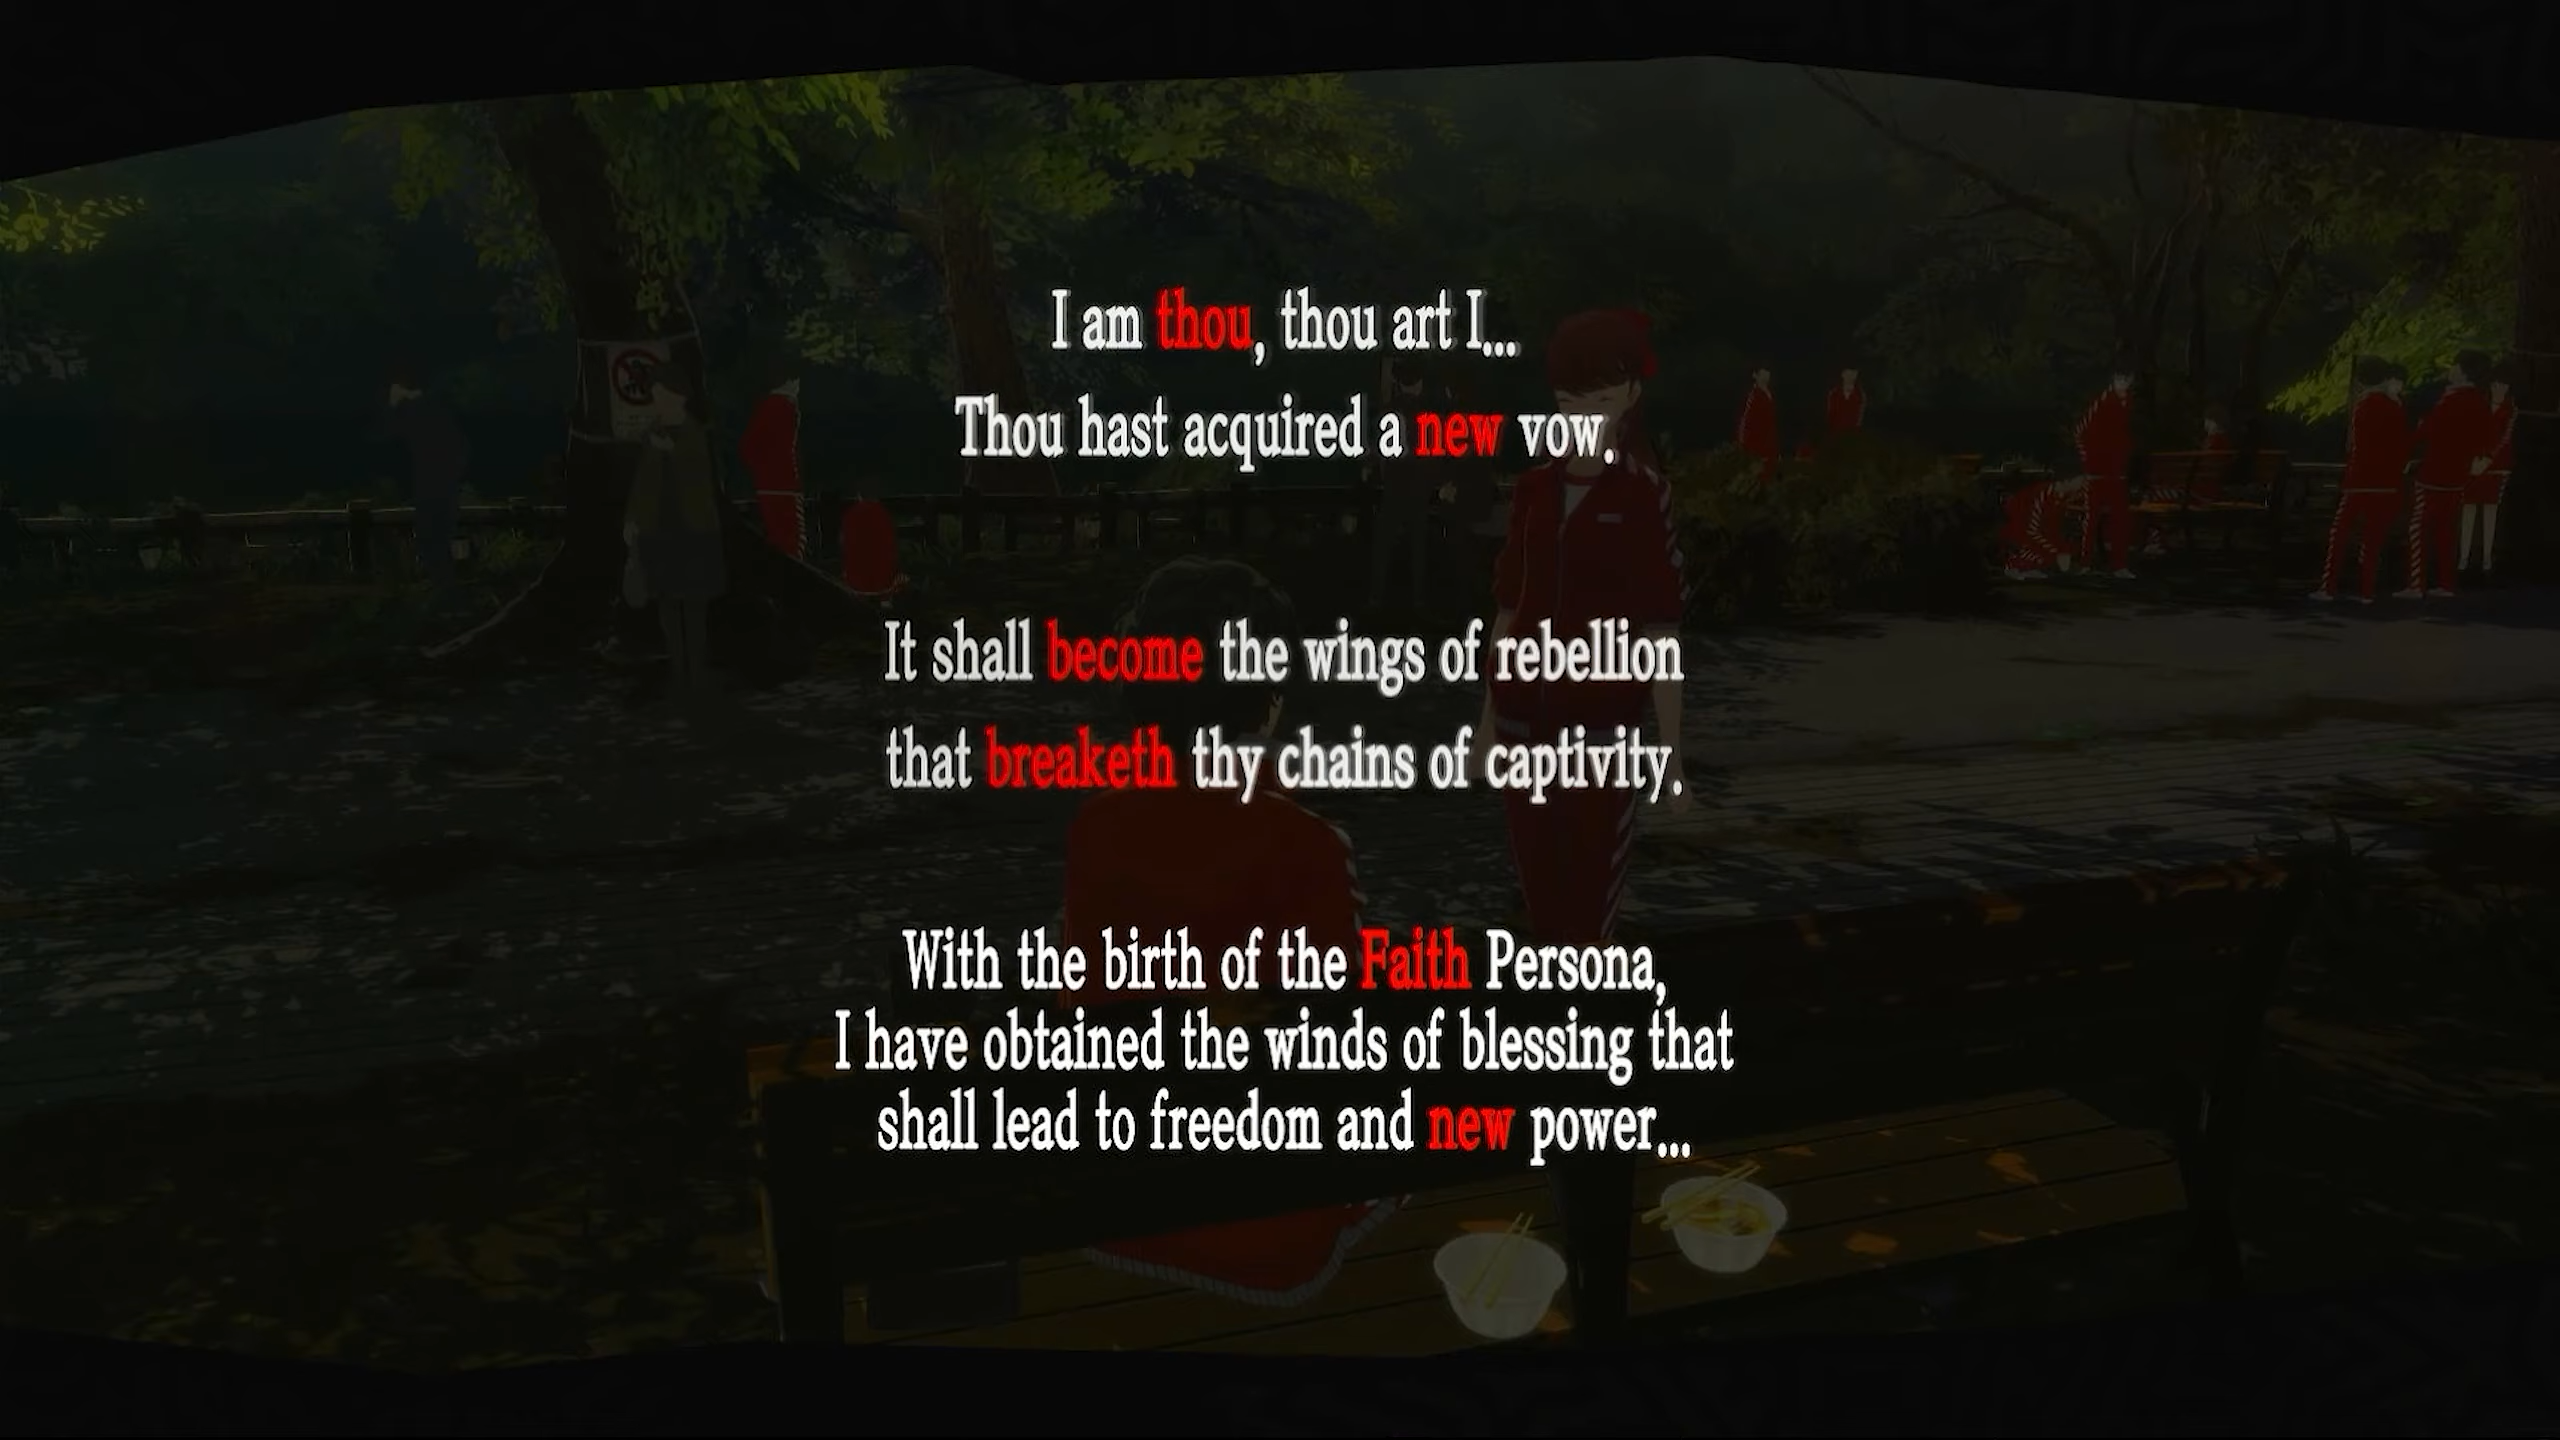 I am thou, thou art I...
Thou hast acquired a new vow.
It shall become the wings of rebellion
that breaketh thy chains of captivity.
With the birth of the Faith Persona,
I have obtained the winds of blessing that
shall lead to freedom and new power...